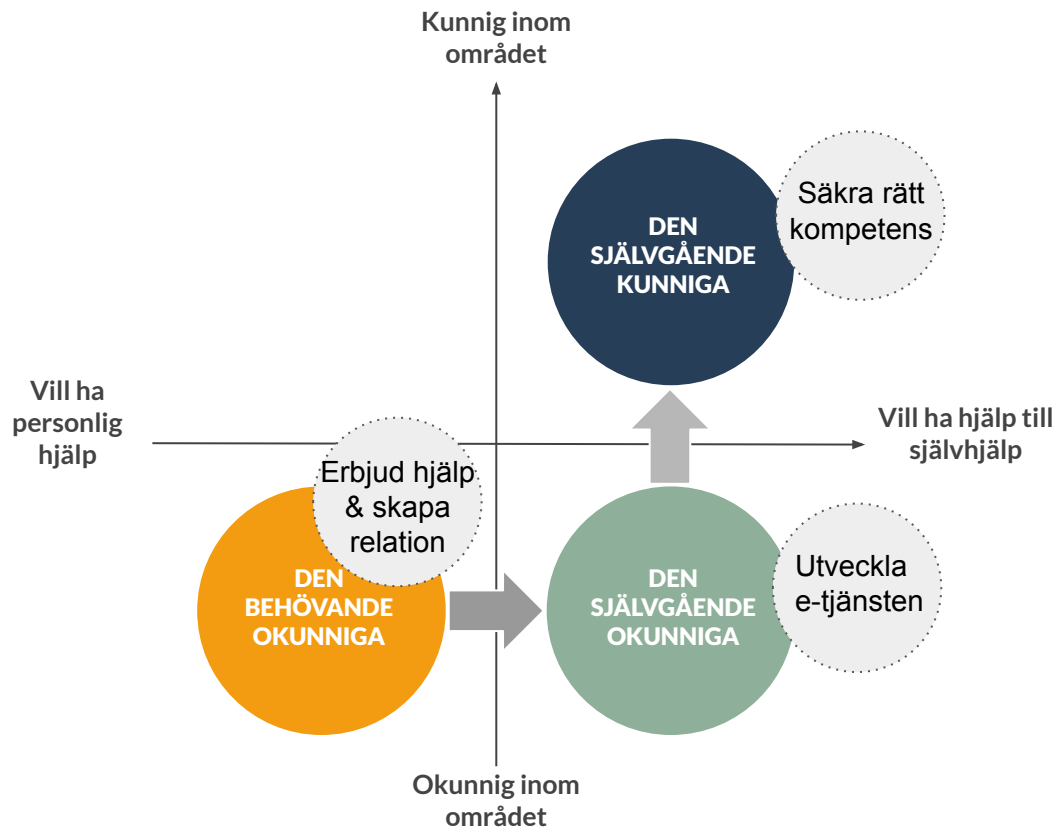 Kunnig inom
området
DEN
SJÄLVGÅENDE
KUNNIGA
Säkra rätt
kompetens
Vill ha
personlig
hjälp
Vill ha hjälp till
självhjälp
Erbjud hjälp
& skapa
relation
DEN
BEHÖVANDE
OKUNNIGA
DEN
SJÄLVGÅENDE
OKUNNIGA
Utveckla
e-tjänsten
Okunnig inom
området